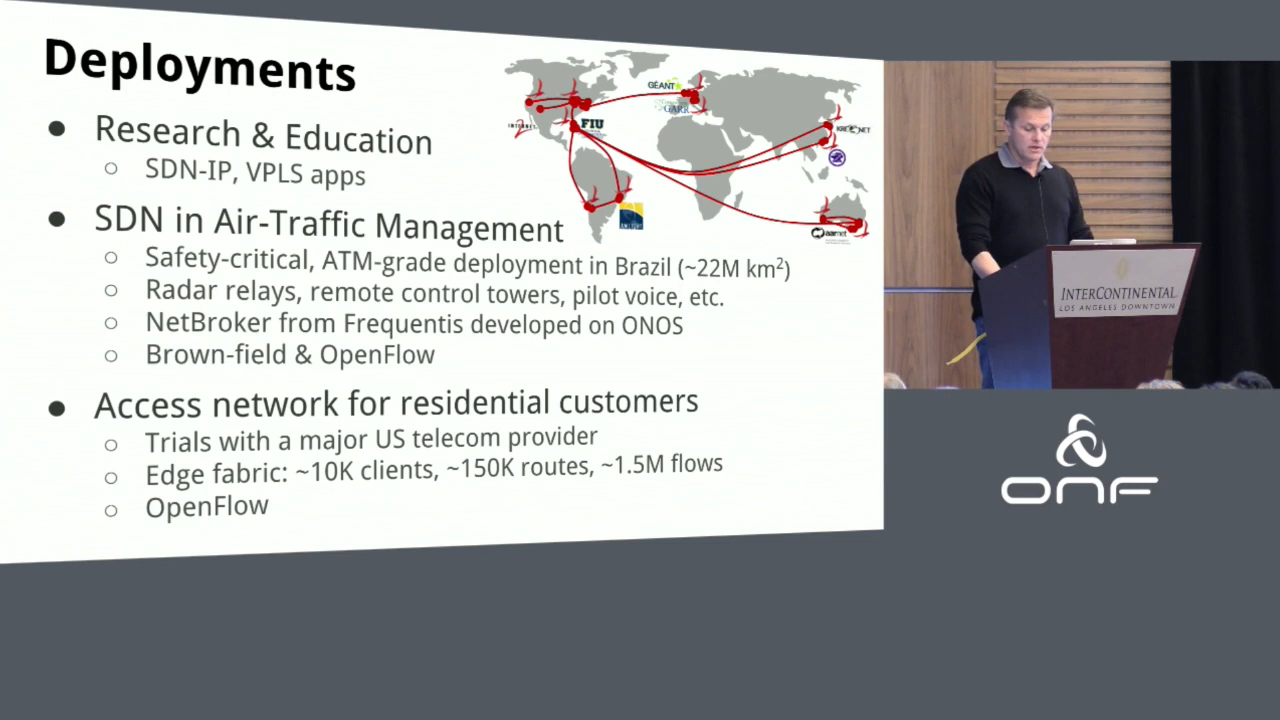 Deployments
● Research & Education
○ SDN-IP, VPLS apps
● SDN in Air-Traffic Management
○ Safety-critical, ATM-grade deployment in Brazil (~22M km²)
○ Radar relays, remote control towers, pilot voice, etc.
○ NetBroker from Frequentis developed on ONOS
○ Brown-field & OpenFlow
● Access network for residential customers
○ Trials with a major US telecom provider
○ Edge fabric: ~10K clients, ~150K routes, ~1.5M flows
○ OpenFlow
GÉANT
GARR
INTERNET
2
FIU
KREONET
aarnet
INTERCONTINENTAL
LOS ANGELES DOWNTOWN
ONF